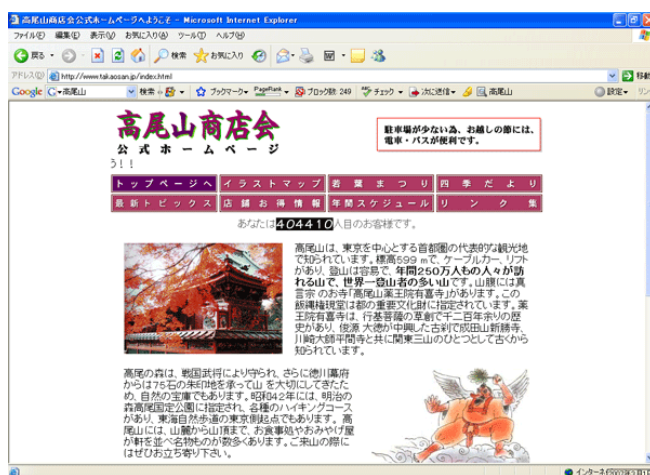 高尾山商店会公式ホームページへようこそ - Microsoft Internet Explorer
ファイル(F) 編集(E) 表示(V) お気に入り(A) ツール(T) ヘルプ(H)
戻る 検索 お気に入り
アドレス(D) http://www.takaosan.jp/index.html 移動
Google 高尾山 検索 ブックマーク PageRank ブロック数: 249 チェック 次に送信 高尾山 設定
高尾山商店会
公式ホームページ
駐車場が少ない為、お越しの節には、
電車・バスが便利です。
う！！
トップページへ イラストマップ 若葉まつり 四季だより
最新トピックス 店舗お得情報 年間スケジュール リンク集
あなたは404410人目のお客様です。
高尾山は、東京を中心とする首都圏の代表的な観光地
で知られています。標高599 mで、ケーブルカー、リフト
があり、登山は容易で、年間250万人もの人々が訪
れる山で、世界一登山者の多い山です。山腹には真
言宗 のお寺「高尾山薬王院有喜寺」があります。この
飯縄権現堂は都の重要文化財に指定されています。薬
王院有喜寺は、行基菩薩の草創で千二百年余りの歴
史があり、俊源 大徳が中興した古刹で成田山新勝寺、
川崎大師平間寺と共に関東三山のひとつとして古くから
知られています。
高尾の森は、戦国武将により守られ、さらに徳川幕府
からは75石の朱印地を承って山 を大切にしてきたた
め、自然の宝庫でもあります。昭和42年には、明治の
森高尾国定公園に指定され、各種のハイキングコース
があり、東海自然歩道の東京側起点でもあります。 高
尾山には、山麓から山頂まで、お食事処やおみやげ屋
が軒を並べ名物ものが数多くあります。ご来山の際に
はぜひお立ち寄り下さい。